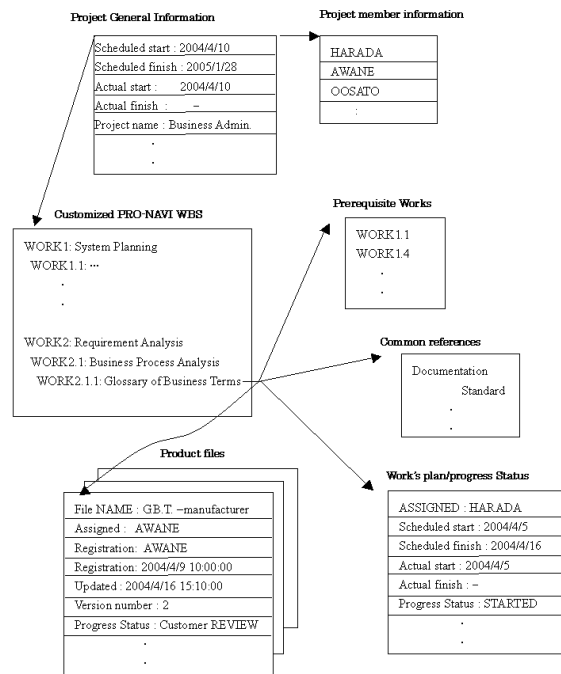 Project General Information
Scheduled start : 2004/4/10
Scheduled finish : 2005/1/28
Actual start : 2004/4/10
Actual finish : –
Project name : Business Admin.
.
.
Project member information
HARADA
AWANE
OOSATO
:
Customized PRO-NAVI WBS
WORK1: System Planning
WORK1.1: ···
.
.
WORK2: Requirement Analysis
WORK2.1: Business Process Analysis
WORK2.1.1: Glossary of Business Terms
Prerequisite Works
WORK1.1
WORK1.4
.
.
Common references
Documentation
Standard
.
.
Product files
File NAME : G.B.T. –manufacturer
Assigned : AWANE
Registration: AWANE
Registration: 2004/4/9 10:00:00
Updated : 2004/4/16 15:10:00
Version number : 2
Progress Status : Customer REVIEW
.
.
Work's plan/progress Status
ASSIGNED : HARADA
Scheduled start : 2004/4/5
Scheduled finish : 2004/4/16
Actual start : 2004/4/5
Actual finish : –
Progress Status : STARTED
.
.